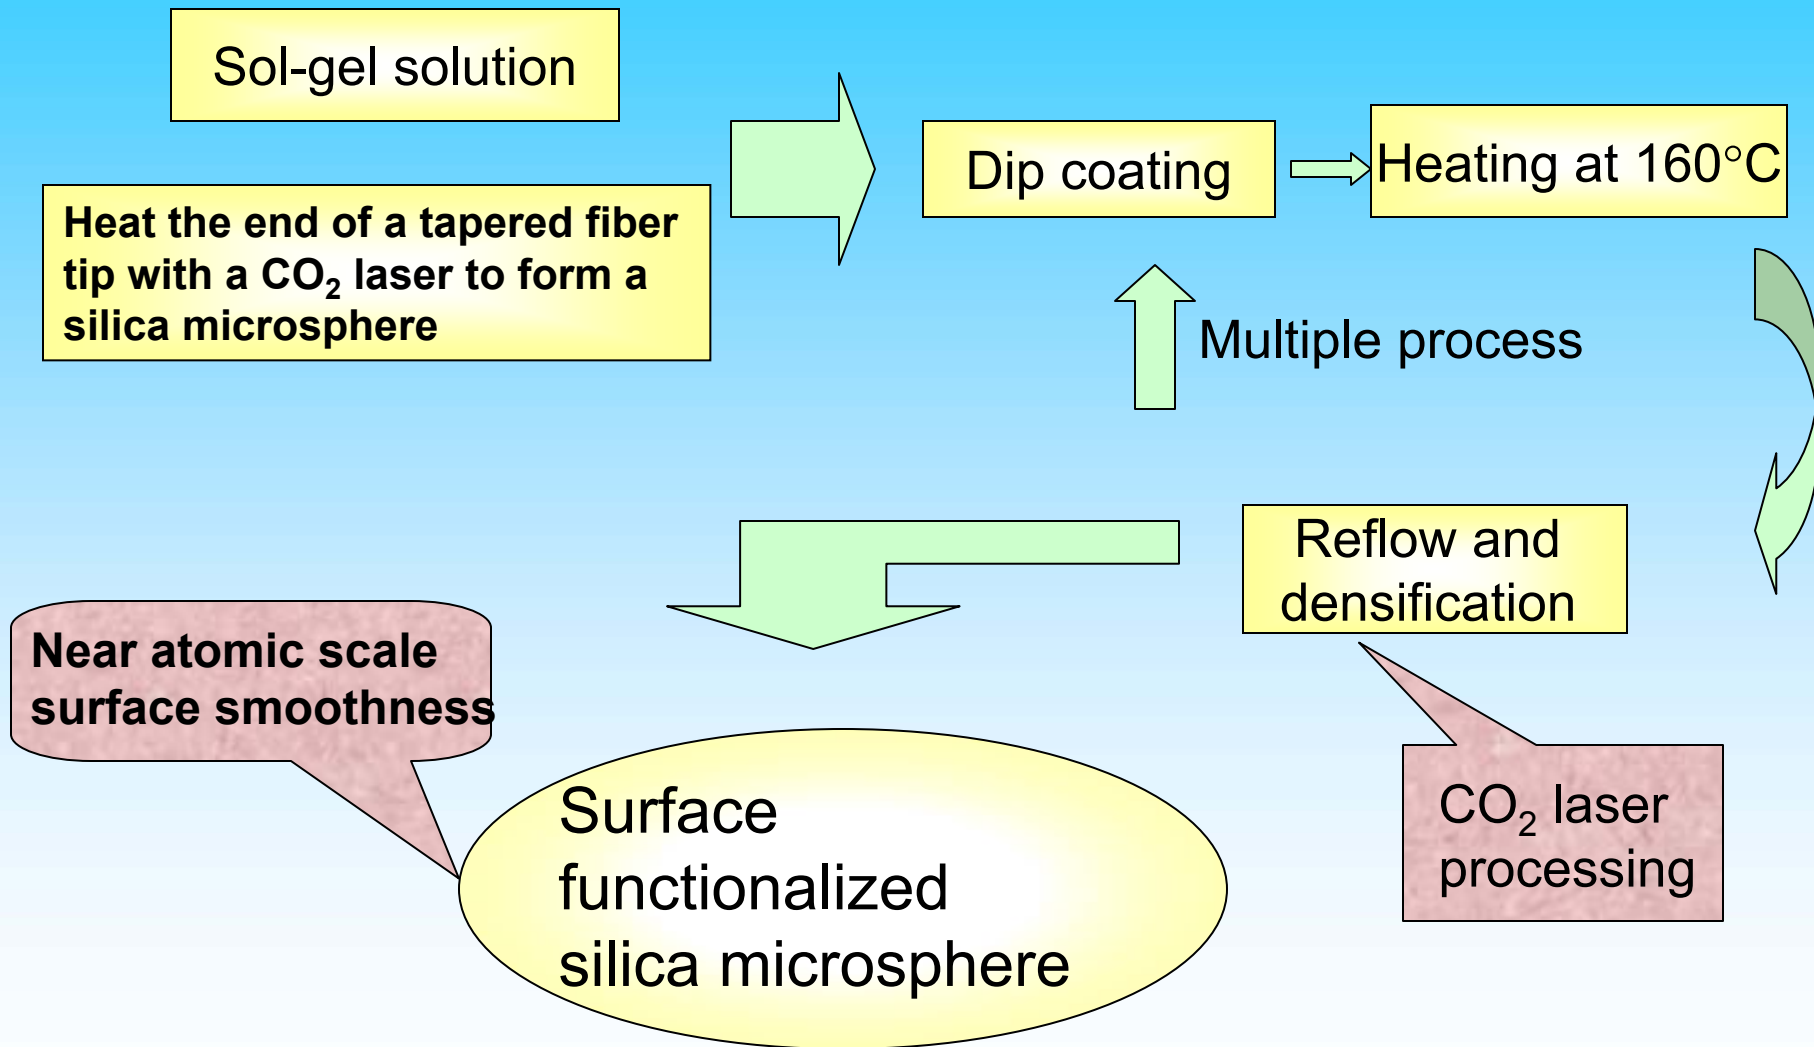 Sol-gel solution
Heat the end of a tapered fiber
tip with a CO₂ laser to form a
silica microsphere
Dip coating
Heating at 160°C
Multiple process
Reflow and
densification
CO₂ laser
processing
Near atomic scale
surface smoothness
Surface
functionalized
silica microsphere